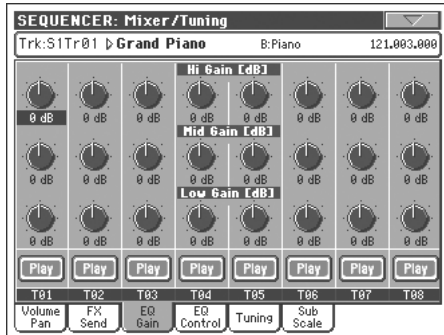 SEQUENCER: Mixer/Tuning
Trk:S1Tr01 ▷Grand Piano B:Piano 121.003.000
Hi Gain [dB]
0 dB 0 dB 0 dB 0 dB 0 dB 0 dB 0 dB 0 dB
Mid Gain [dB]
0 dB 0 dB 0 dB 0 dB 0 dB 0 dB 0 dB 0 dB
Low Gain [dB]
0 dB 0 dB 0 dB 0 dB 0 dB 0 dB 0 dB 0 dB
Play Play Play Play Play Play Play Play
T01 T02 T03 T04 T05 T06 T07 T08
Volume Pan FX Send EQ Gain EQ Control Tuning Sub Scale